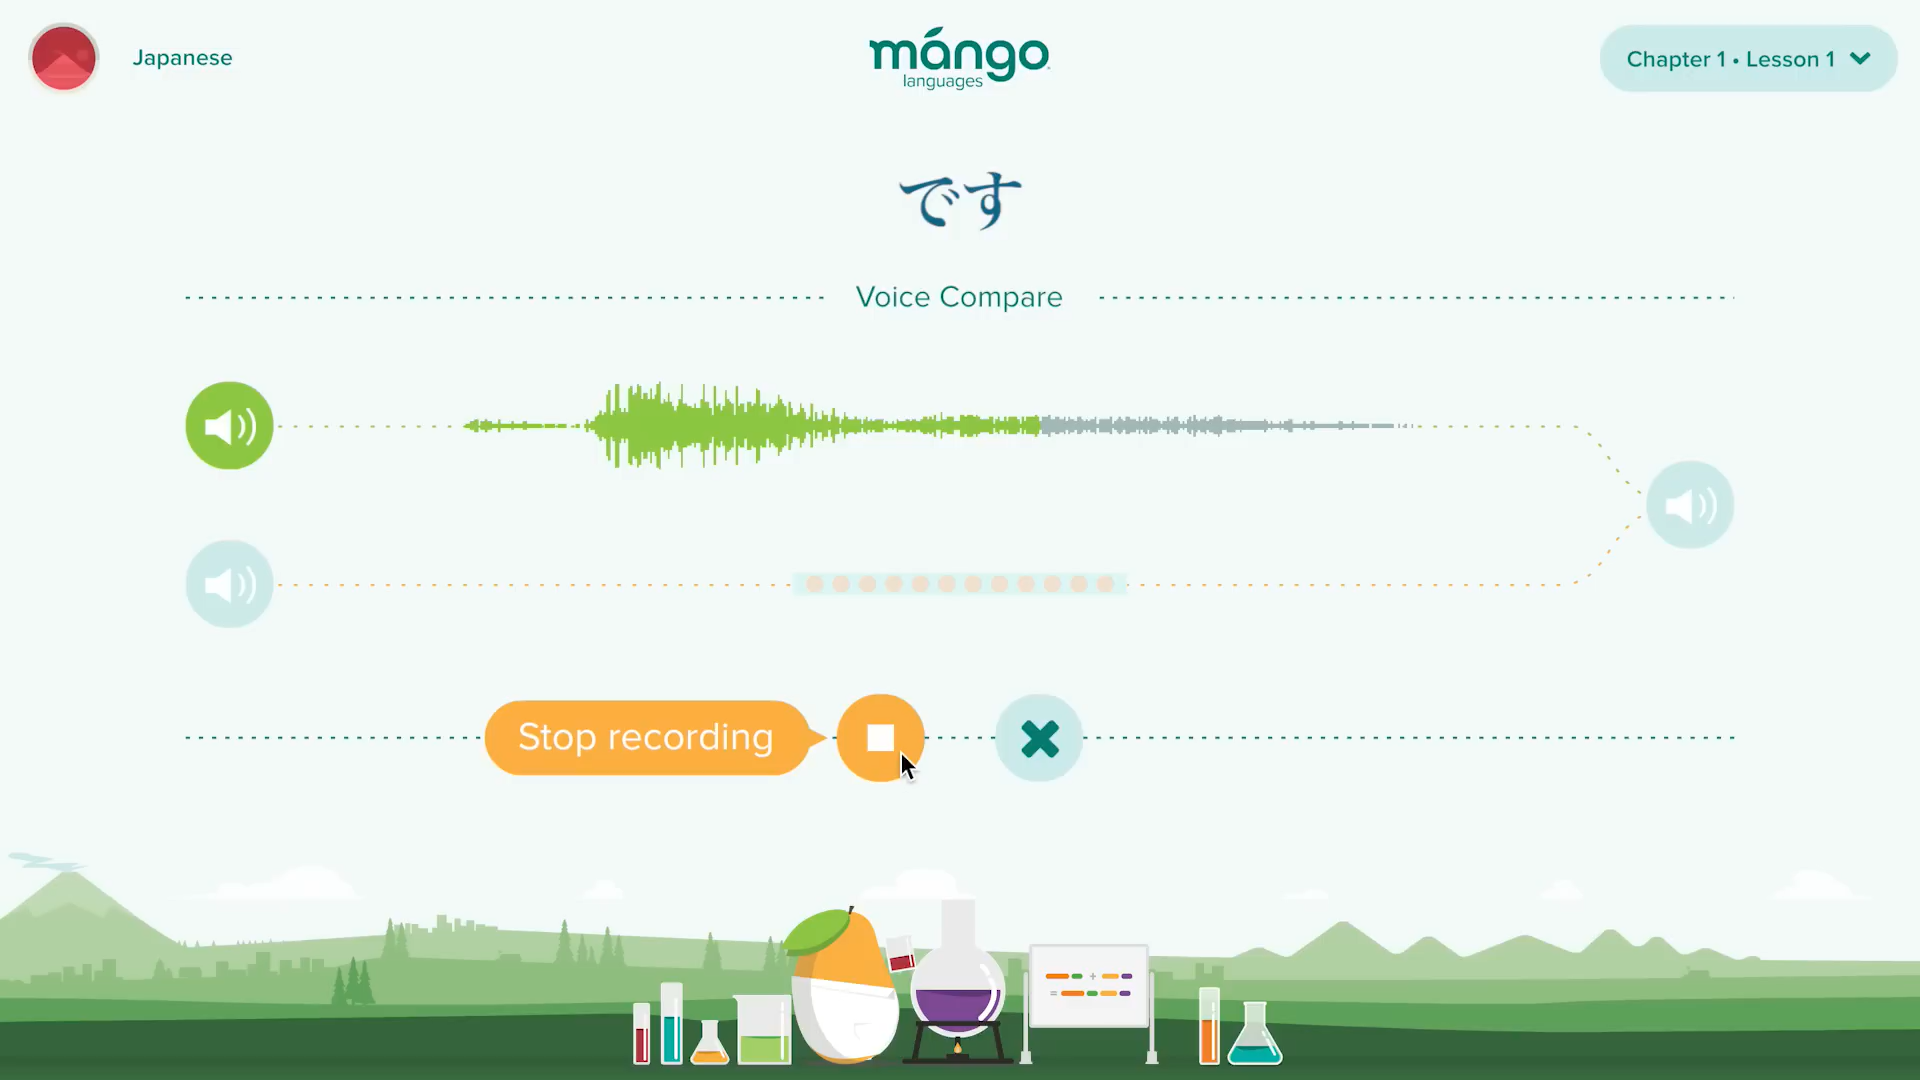 Japanese
mango
languages
Chapter 1 • Lesson 1
です
Voice Compare
Stop recording